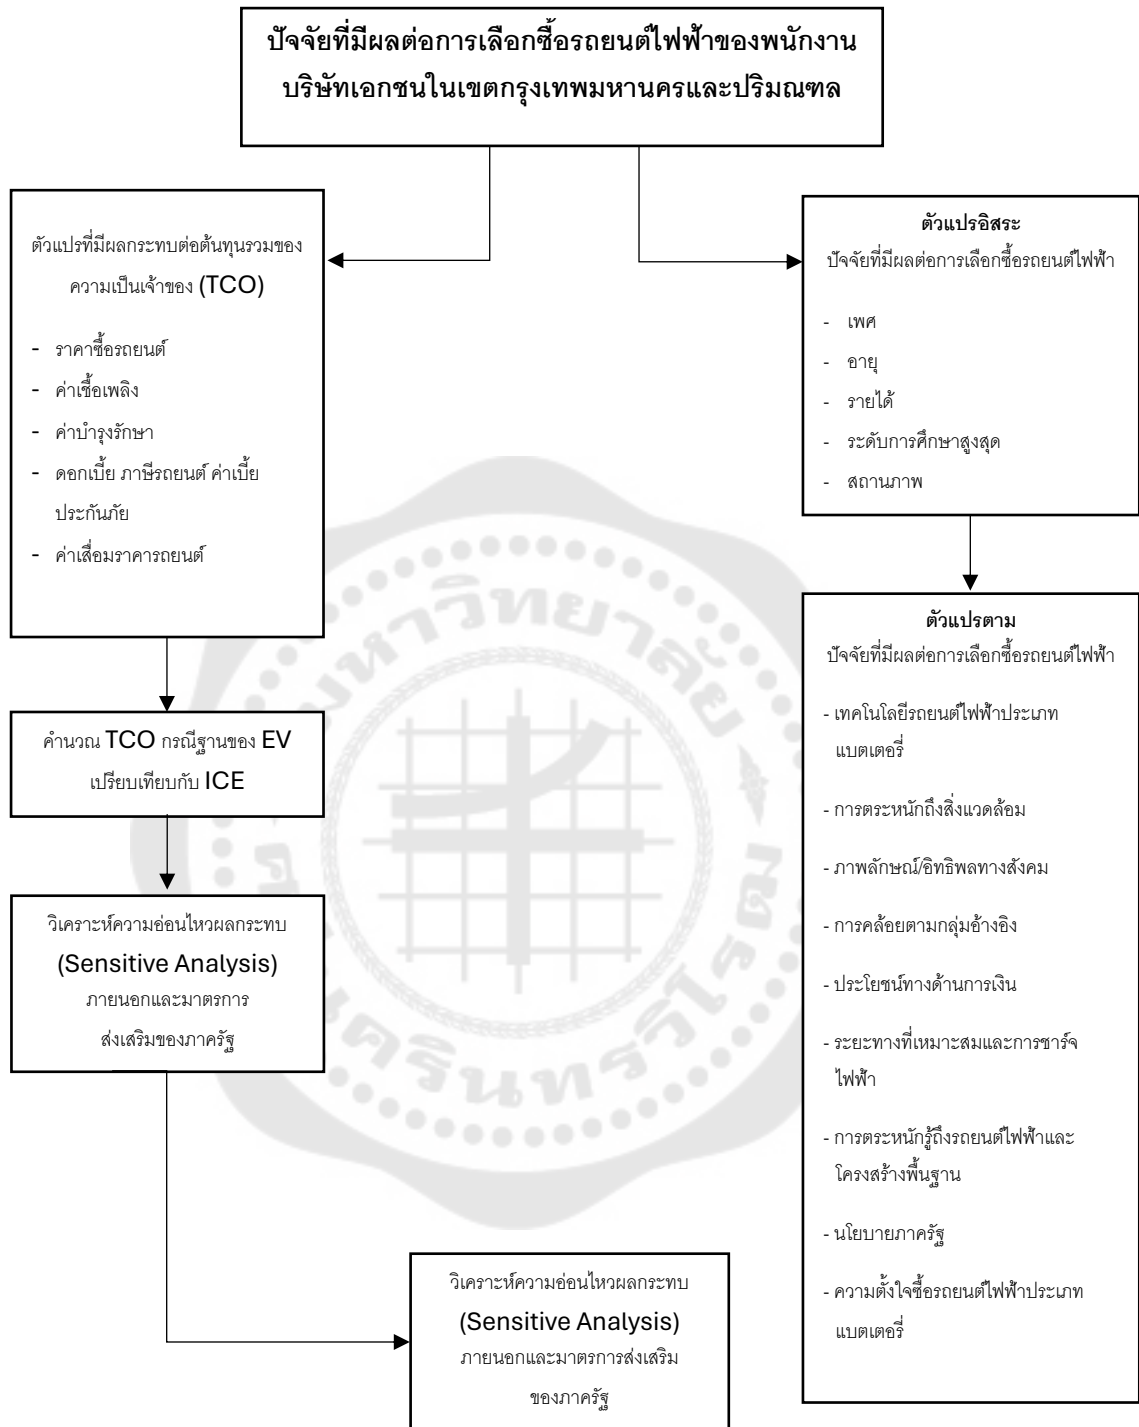 ปัจจัยที่มีผลต่อการเลือกซื้อรถยนต์ไฟฟ้าของพนักงาน
บริษัทเอกชนในเขตกรุงเทพมหานครและปริมณฑล
ตัวแปรที่มีผลกระทบต่อต้นทุนรวมของ
ความเป็นเจ้าของ (TCO)
- ราคาซื้อรถยนต์
- ค่าเชื้อเพลิง
- ค่าบำรุงรักษา
- ดอกเบี้ย ภาษีรถยนต์ ค่าเบี้ย
ประกันภัย
- ค่าเสื่อมราคารถยนต์
คำนวณ TCO กรณีฐานของ EV
เปรียบเทียบกับ ICE
วิเคราะห์ความอ่อนไหวผลกระทบ
(Sensitive Analysis)
ภายนอกและมาตรการ
ส่งเสริมของภาครัฐ
วิเคราะห์ความอ่อนไหวผลกระทบ
(Sensitive Analysis)
ภายนอกและมาตรการส่งเสริม
ของภาครัฐ
ตัวแปรอิสระ
ปัจจัยที่มีผลต่อการเลือกซื้อรถยนต์ไฟฟ้า
- เพศ
- อายุ
- รายได้
- ระดับการศึกษาสูงสุด
- สถานภาพ
ตัวแปรตาม
ปัจจัยที่มีผลต่อการเลือกซื้อรถยนต์ไฟฟ้า
- เทคโนโลยีรถยนต์ไฟฟ้าประเภท
แบตเตอรี่
- การตระหนักถึงสิ่งแวดล้อม
- ภาพลักษณ์/อิทธิพลทางสังคม
- การคล้อยตามกลุ่มอ้างอิง
- ประโยชน์ทางด้านการเงิน
- ระยะทางที่เหมาะสมและการชาร์จ
ไฟฟ้า
- การตระหนักรู้ถึงรถยนต์ไฟฟ้าและ
โครงสร้างพื้นฐาน
- นโยบายภาครัฐ
- ความตั้งใจซื้อรถยนต์ไฟฟ้าประเภท
แบตเตอรี่
มหาวิทยาลัย
ศรีนครินทรวิโรฒ